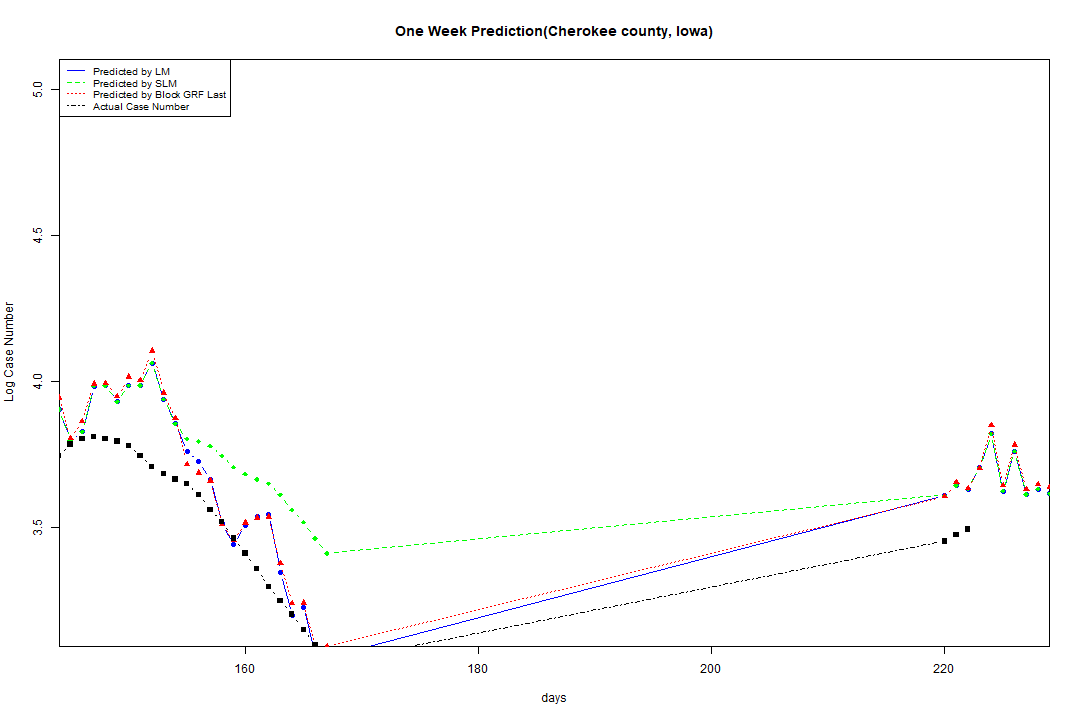 One Week Prediction(Cherokee county, Iowa)
Predicted by LM
Predicted by SLM
Predicted by Block GRF Last
Actual Case Number
5.0
4.5
4.0
3.5
Log Case Number
160 180 200 220
days